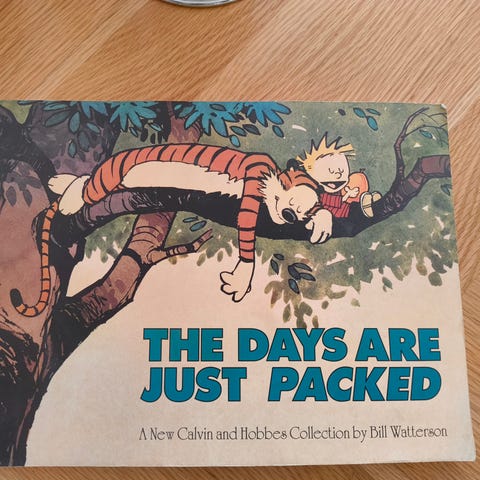 THE DAYS ARE
JUST PACKED
A New Calvin and Hobbes Collection by Bill Watterson